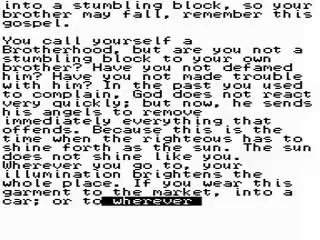 into a stumbling block, so your
brother may fall, remember this
gospel.
You call yourself a
Brotherhood, but are you not a
stumbling block to your own
brother? Have you not defamed
him? Have you not made trouble
with him? In the past you used
to complain, God does not react
very quickly; but now, he sends
his angels to remove
immediately everything that
offends. Because this is the
time when the righteous has to
shine forth as the sun. The sun
does not shine like you.
Wherever you go to, your
illumination brightens the
whole place. If you wear this
garment to the market, into a
car; or to wherever